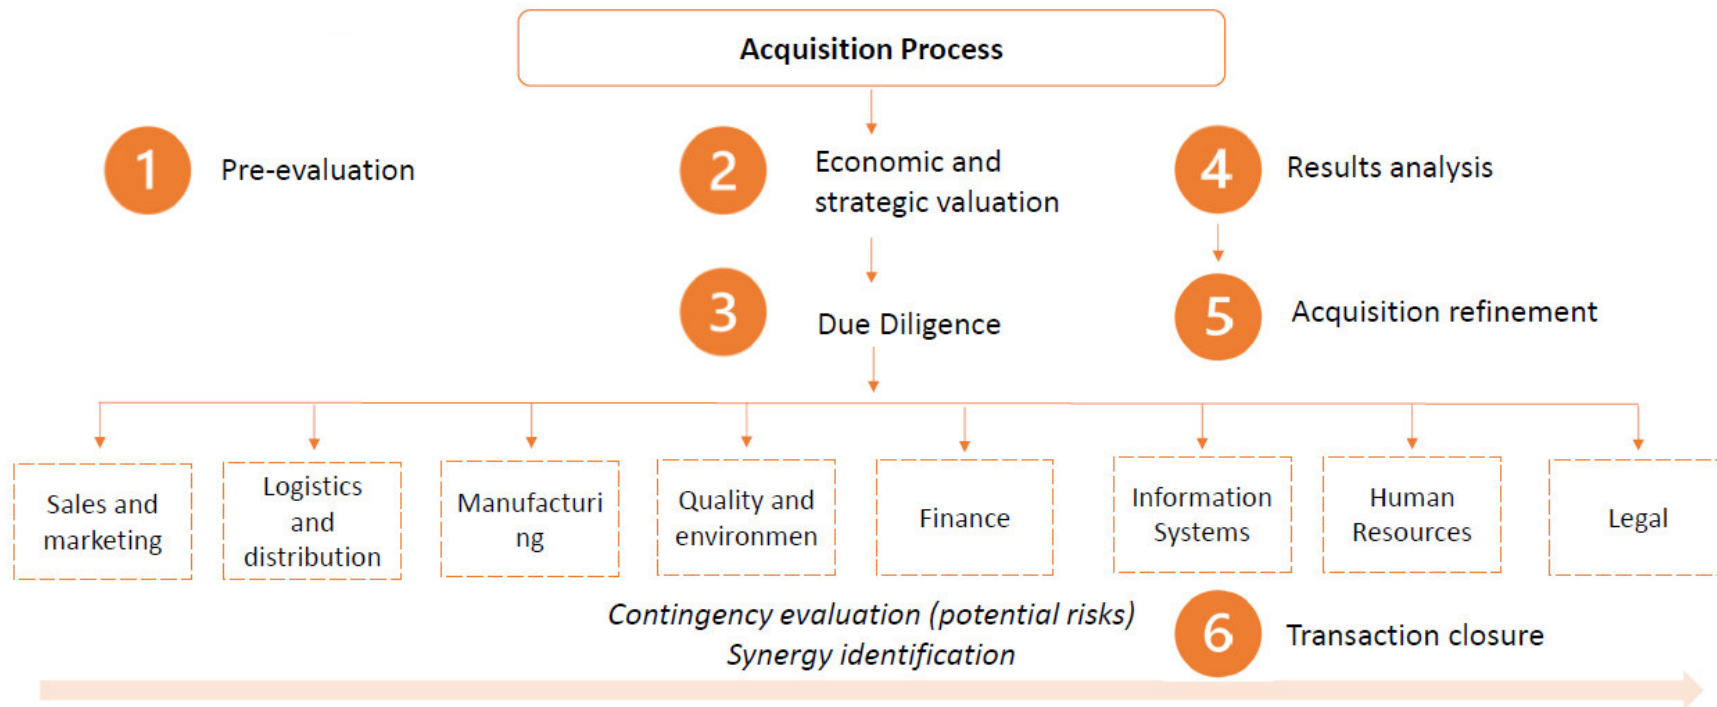 Acquisition Process
1
Pre-evaluation
2
Economic and
strategic valuation
4
Results analysis
3
Due Diligence
5
Acquisition refinement
Sales and
marketing
Logistics
and
distribution
Manufacturi
ng
Quality and
environmen
Finance
Information
Systems
Human
Resources
Legal
Contingency evaluation (potential risks)
Synergy identification
6
Transaction closure